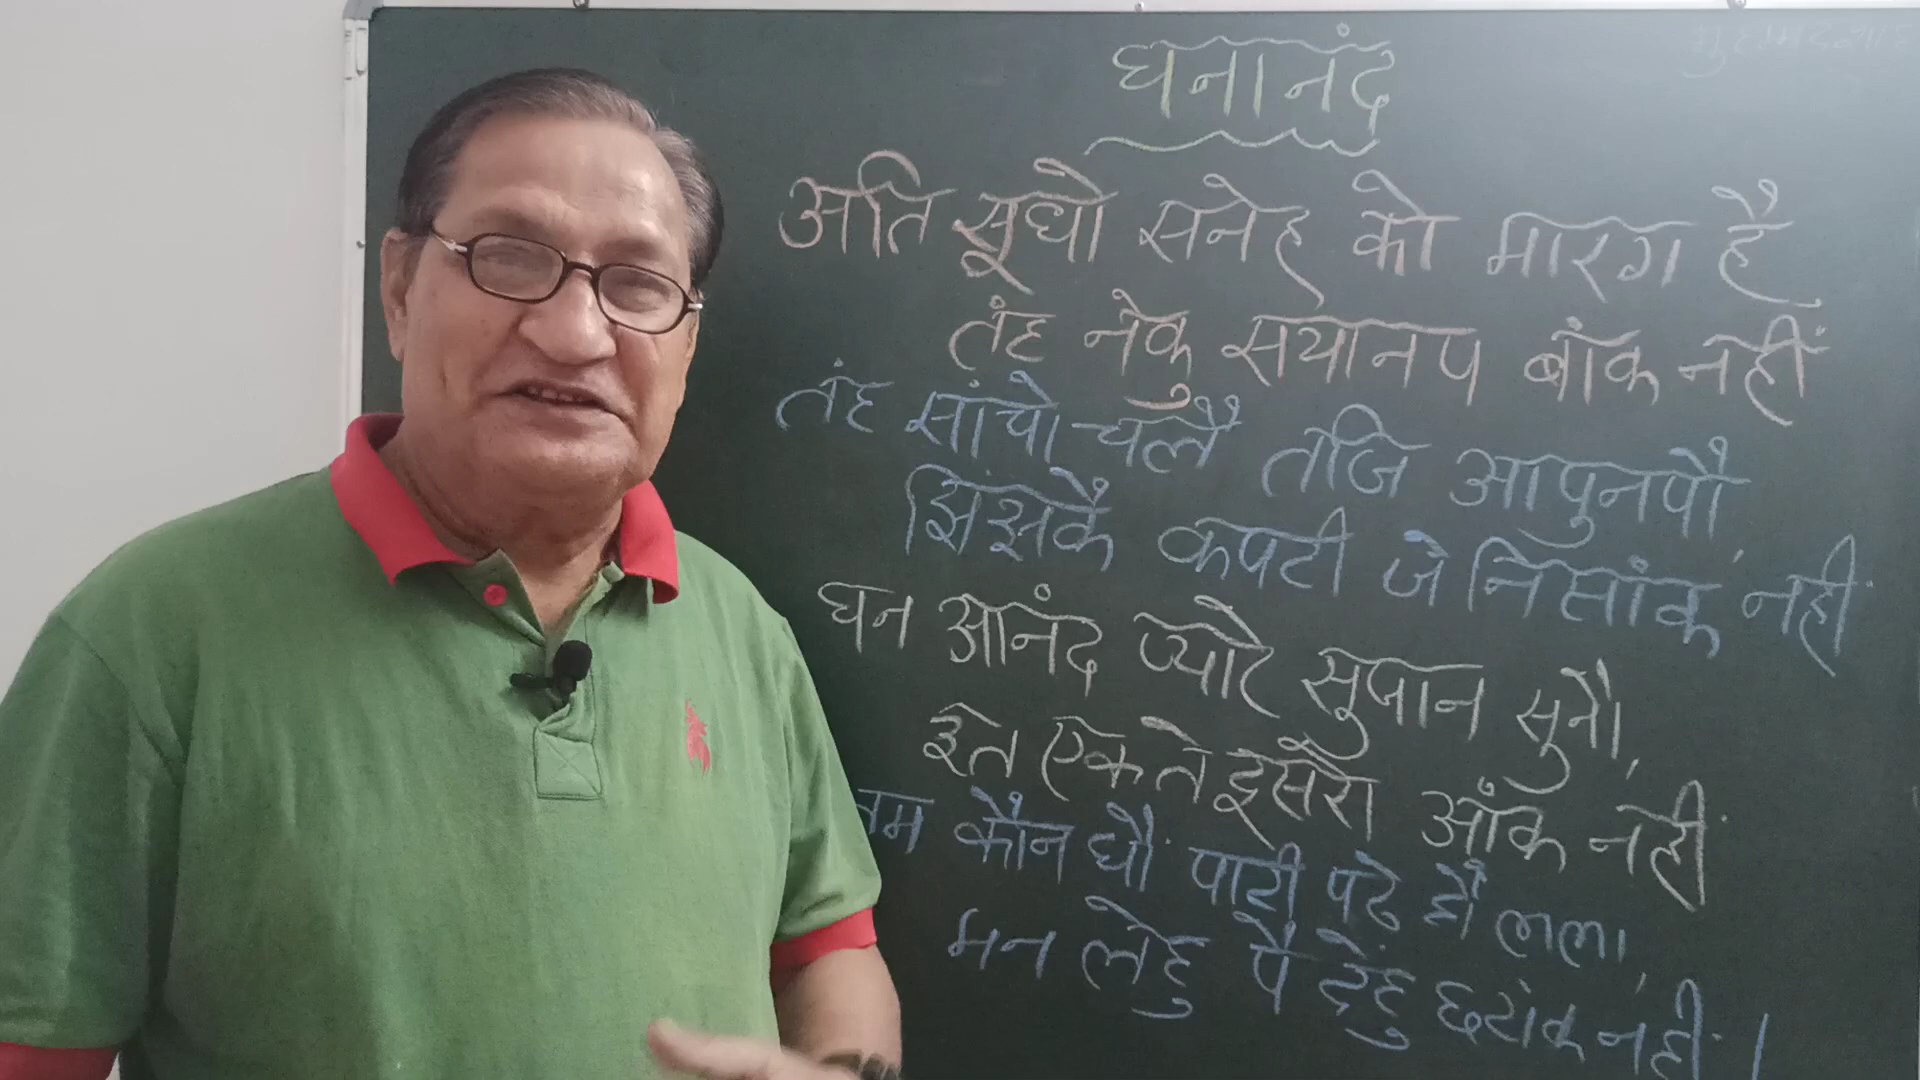 घनानंद
अति सूधो सनेह को मारग है
तंह नेकु सयानप बाँक नहीं
तंह सांचो चलै तजि आपुनपौ,
झिझकै कपटी जे निसांक नहीं
घन आनंद प्यारे सुजान सुनौ,
इत ऐक ते दूसरो आँक नहीं
तुम कौन धौं पाटी पढ़े हौं लला,
मन लेहु पै देहु छटांक नहीं।